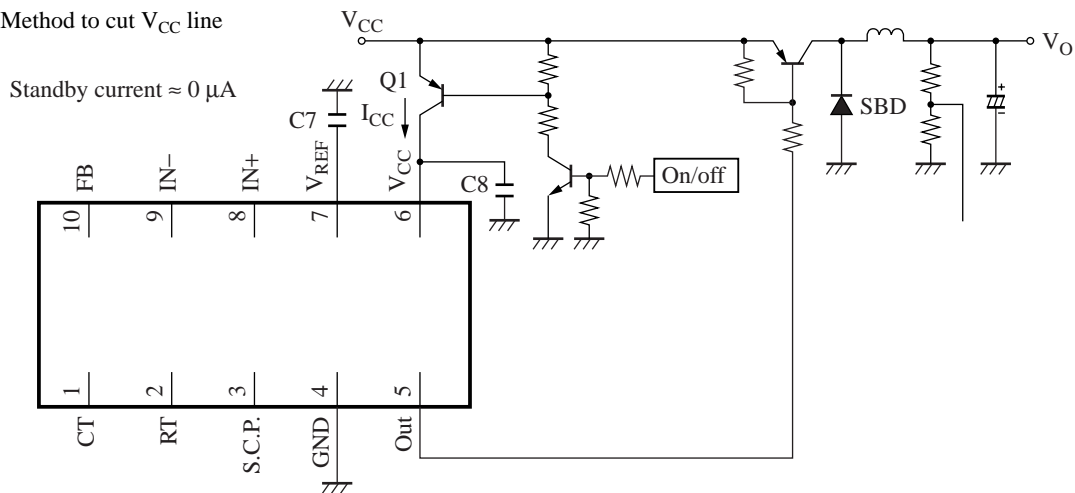 Method to cut VCC line
Standby current ≈ 0 µA
VCC
VO
Q1
ICC
C7
C8
SBD
On/off
FB
IN−
IN+
VREF
VCC
10
9
8
7
6
1
2
3
4
5
CT
RT
S.C.P.
GND
Out
+
−